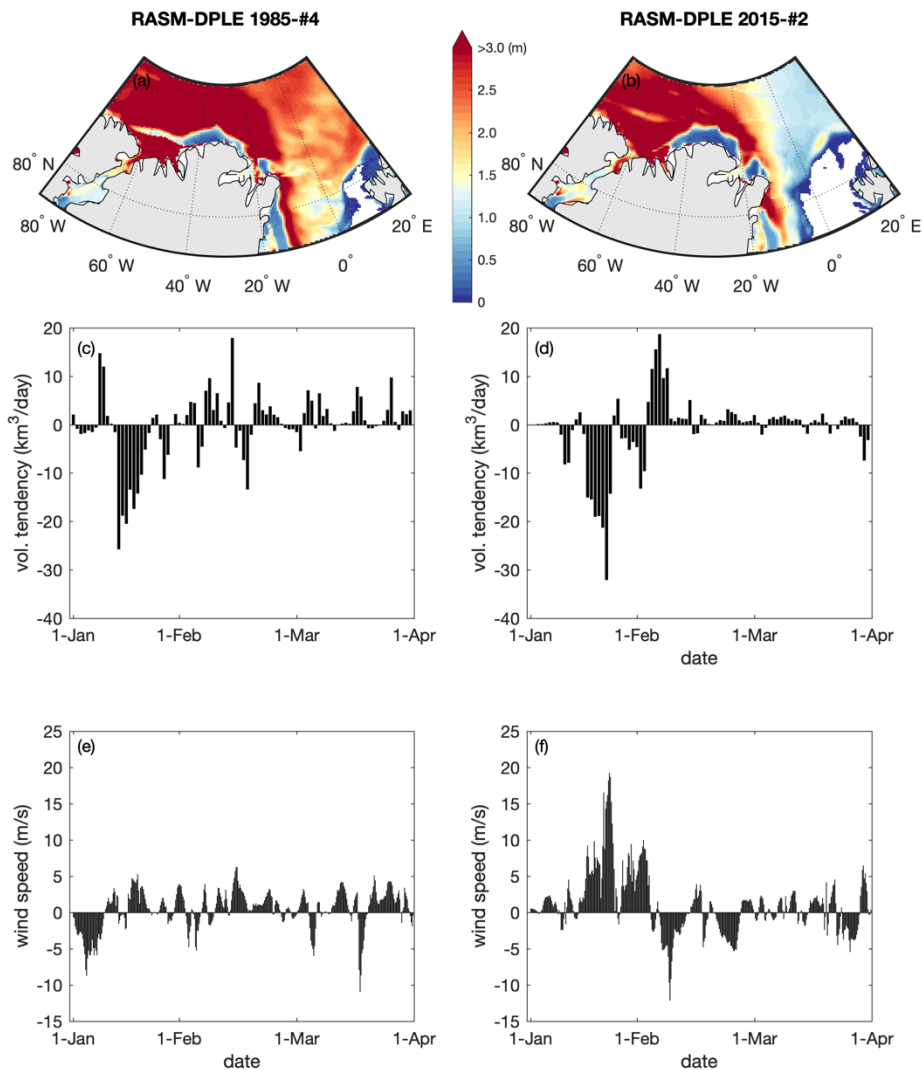 RASM-DPLE 1985-#4
RASM-DPLE 2015-#2
(a)
80° N
80° W
60° W
40° W
20° W
0°
20° E
>3.0 (m)
2.5
2.0
1.5
1.0
0.5
0
(b)
80° N
80° W
60° W
40° W
20° W
0°
20° E
(c)
vol. tendency (km³/day)
20
10
0
-10
-20
-30
-40
1-Jan
1-Feb
1-Mar
1-Apr
(d)
vol. tendency (km³/day)
20
10
0
-10
-20
-30
-40
1-Jan
1-Feb
1-Mar
1-Apr
date
(e)
wind speed (m/s)
25
20
15
10
5
0
-5
-10
-15
1-Jan
1-Feb
1-Mar
1-Apr
date
(f)
wind speed (m/s)
25
20
15
10
5
0
-5
-10
-15
1-Jan
1-Feb
1-Mar
1-Apr
date